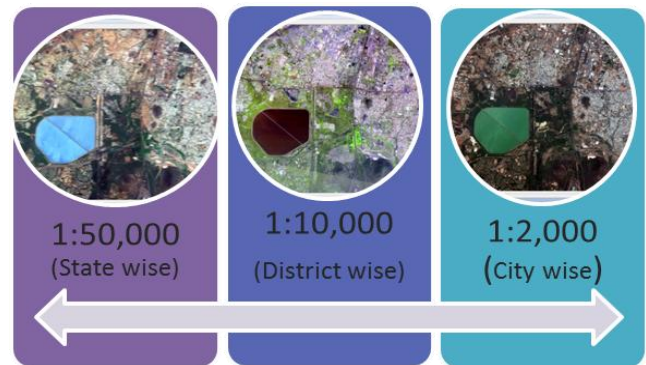 1:50,000
(State wise)
1:10,000
(District wise)
1:2,000
(City wise)